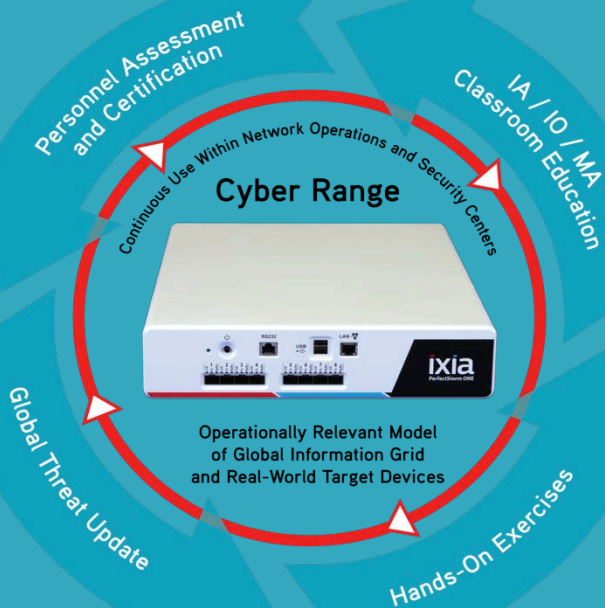 Personnel Assessment
and Certification
IA / IO / MA
Classroom Education
Continuous Use Within Network Operations and Security Centers
Cyber Range
RS232
USB
LAN
ixia
PerfectStorm ONE
Operationally Relevant Model
of Global Information Grid
and Real-World Target Devices
Global Threat Update
Hands-On Exercises